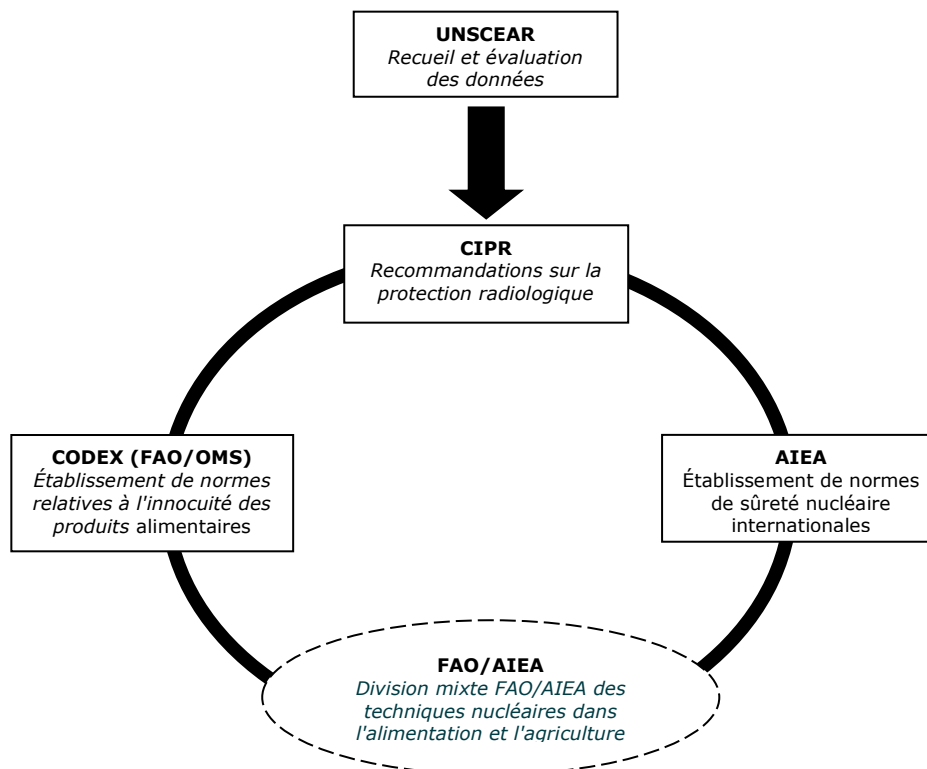 UNSCEAR
Recueil et évaluation
des données
CIPR
Recommandations sur la
protection radiologique
CODEX (FAO/OMS)
Établissement de normes
relatives à l'innocuité des
produits alimentaires
AIEA
Établissement de normes
de sûreté nucléaire
internationales
FAO/AIEA
Division mixte FAO/AIEA des
techniques nucléaires dans
l'alimentation et l'agriculture